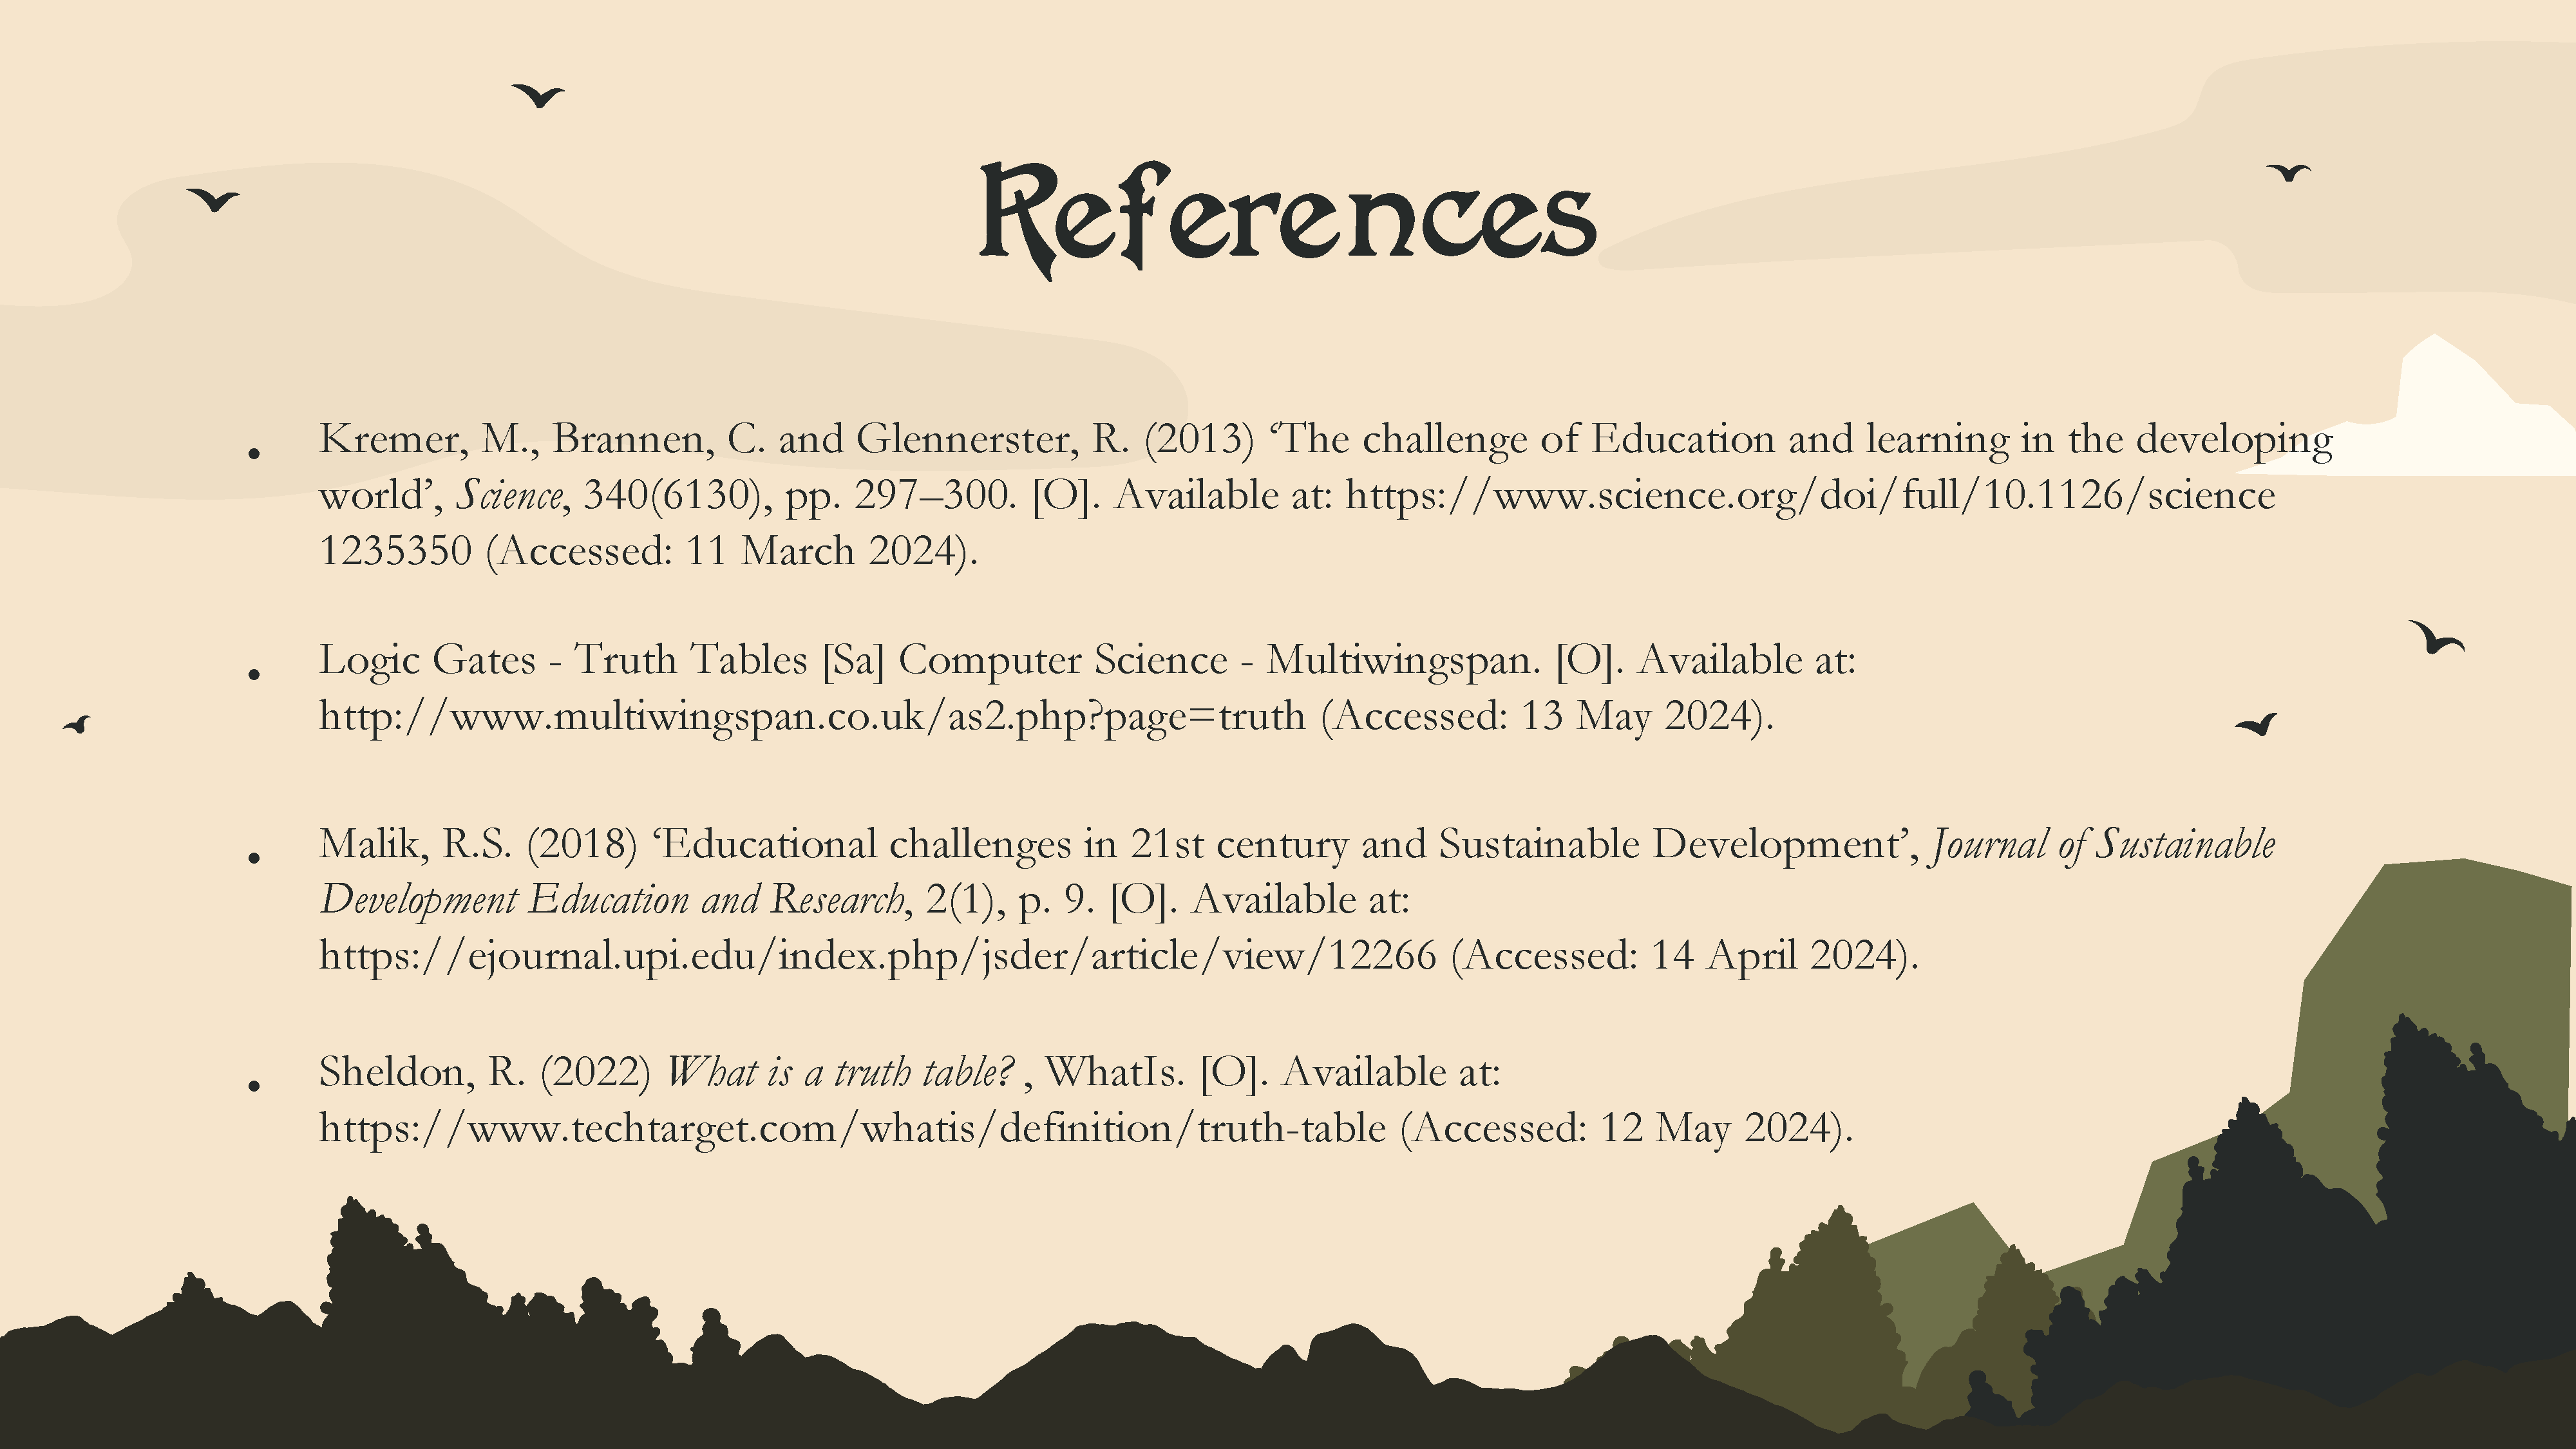 References
• Kremer, M., Brannen, C. and Glennerster, R. (2013) ‘The challenge of Education and learning in the developing
world’, Science, 340(6130), pp. 297–300. [O]. Available at: https://www.science.org/doi/full/10.1126/science
1235350 (Accessed: 11 March 2024).
• Logic Gates - Truth Tables [Sa] Computer Science - Multiwingspan. [O]. Available at:
http://www.multiwingspan.co.uk/as2.php?page=truth (Accessed: 13 May 2024).
• Malik, R.S. (2018) ‘Educational challenges in 21st century and Sustainable Development’, Journal of Sustainable
Development Education and Research, 2(1), p. 9. [O]. Available at:
https://ejournal.upi.edu/index.php/jsder/article/view/12266 (Accessed: 14 April 2024).
• Sheldon, R. (2022) What is a truth table? , WhatIs. [O]. Available at:
https://www.techtarget.com/whatis/definition/truth-table (Accessed: 12 May 2024).